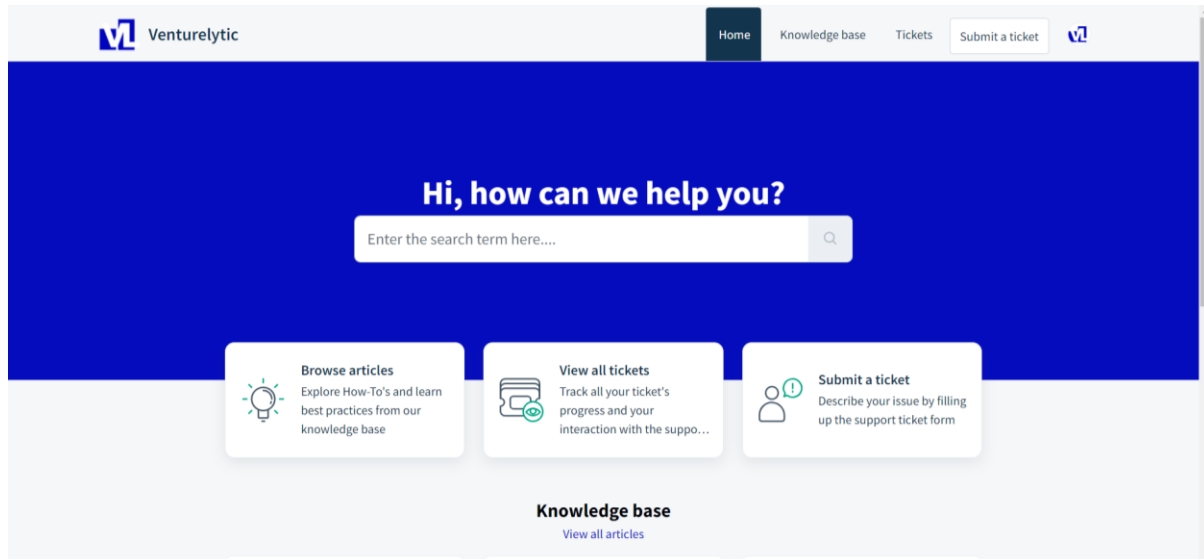 VL Venturelytic
Home Knowledge base Tickets Submit a ticket VL
Hi, how can we help you?
Enter the search term here....
Browse articles
Explore How-To's and learn
best practices from our
knowledge base
View all tickets
Track all your ticket's
progress and your
interaction with the suppo...
Submit a ticket
Describe your issue by filling
up the support ticket form
Knowledge base
View all articles